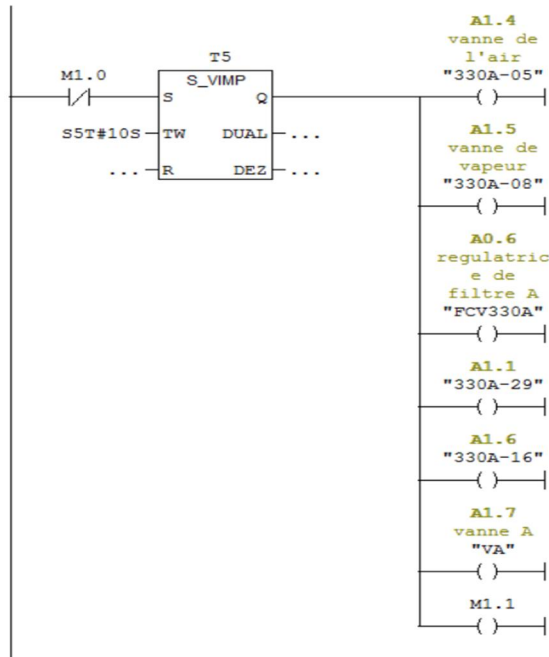 A1.4
vanne de
l'air
"330A-05"
T5
M1.0
S_VIMP
S
Q
S5T#10S
TW
DUAL
...
...
R
DEZ
...
A1.5
vanne de
vapeur
"330A-08"
A0.6
regulatric
e de
filtre A
"FCV330A"
A1.1
"330A-29"
A1.6
"330A-16"
A1.7
vanne A
"VA"
M1.1